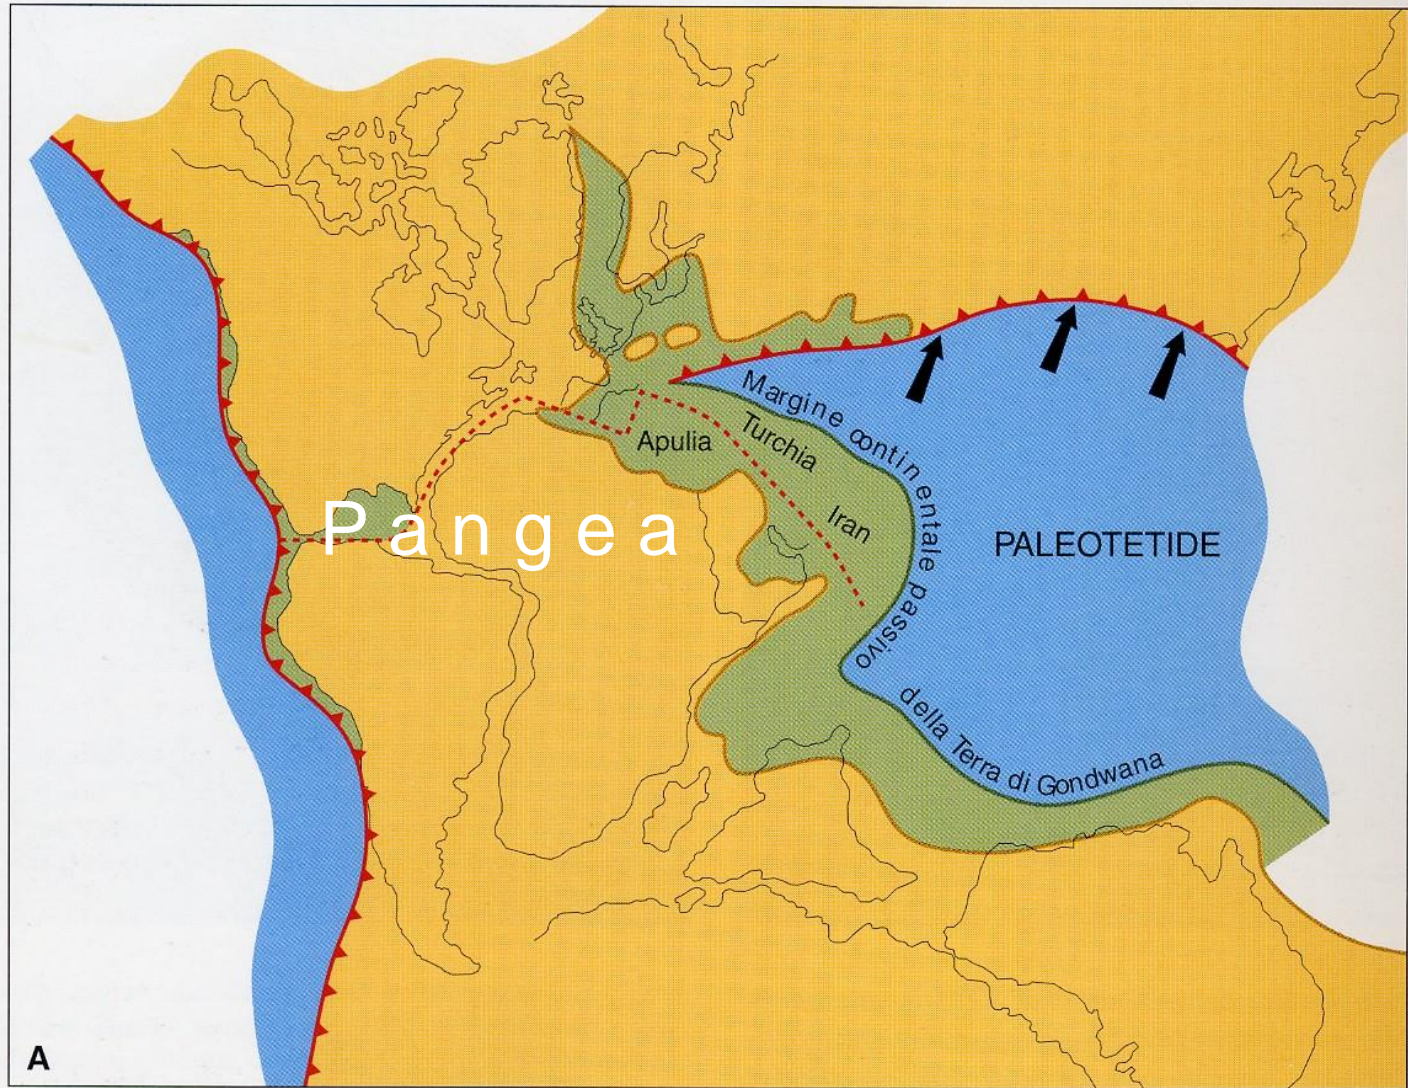 Margine continentale passivo
della Terra di Gondwana
Turchia
Apulia
Iran
Pangea
PALEOTETIDE
A